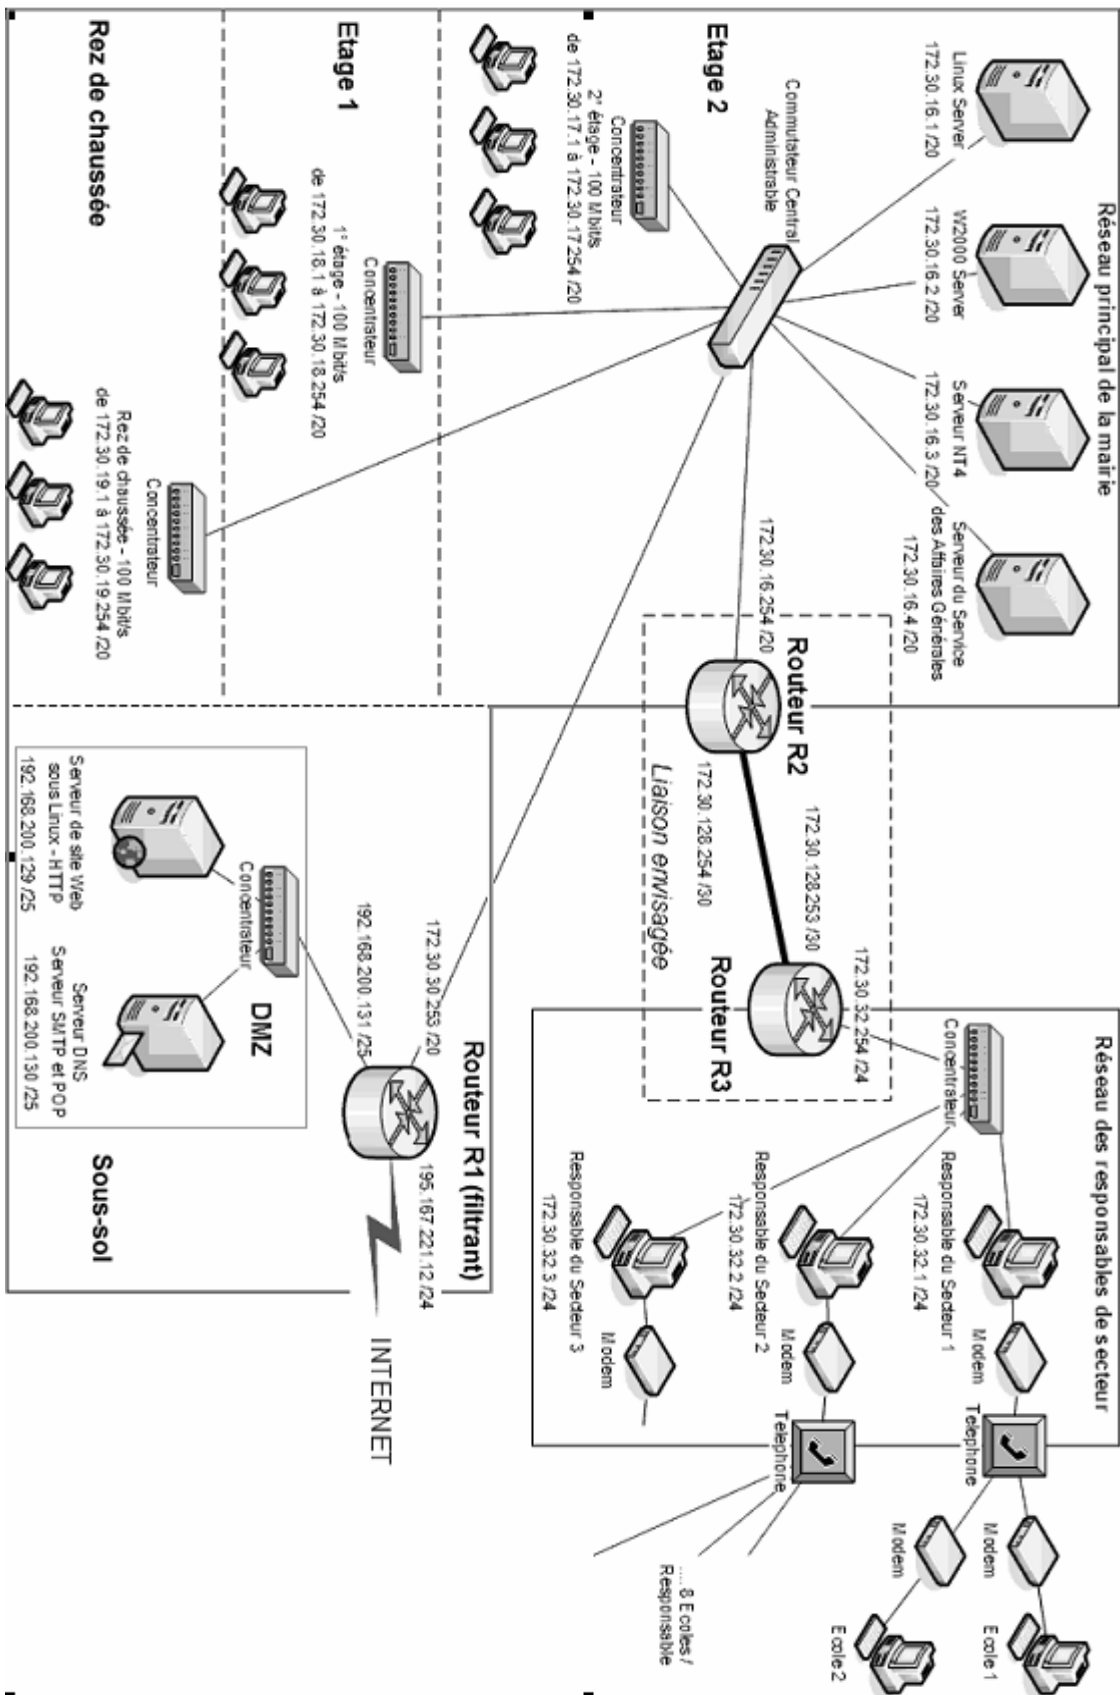 Réseau principal de la mairie
Linux Server
172.30.16.1 /20
W2000 Server
172.30.16.2 /20
Serveur NT4
172.30.16.3 /20
Serveur du Service
des Affaires Générales
172.30.16.4 /20
Commutateur Central
Administrable
Etage 2
Concentrateur
2° étage - 100 Mbit/s
de 172.30.17.1 à 172.30.17.254 /20
Etage 1
Concentrateur
1° étage - 100 Mbit/s
de 172.30.18.1 à 172.30.18.254 /20
Rez de chaussée
Concentrateur
Rez de chaussée - 100 Mbit/s
de 172.30.19.1 à 172.30.19.254 /20
172.30.16.254 /20
Routeur R2
172.30.128.254 /30
Liaison envisagée
172.30.128.253 /30
Routeur R3
172.30.32.254 /24
Réseau des responsables de secteur
Concentrateur
Responsable du Secteur 1
172.30.32.1 /24
Modem
Telephone
Modem
Ecole 1
Modem
Ecole 2
Responsable du Secteur 2
172.30.32.2 /24
Modem
Telephone
.... 8 Ecoles /
Responsable
Responsable du Secteur 3
172.30.32.3 /24
Modem
Routeur R1 (filtrant)
172.30.30.253 /20
195.167.221.12 /24
192.168.200.131 /25
INTERNET
DMZ
Concentrateur
Serveur de site Web
sous Linux - HTTP
192.168.200.129 /25
Serveur DNS
Serveur SMTP et POP
192.168.200.130 /25
Sous-sol